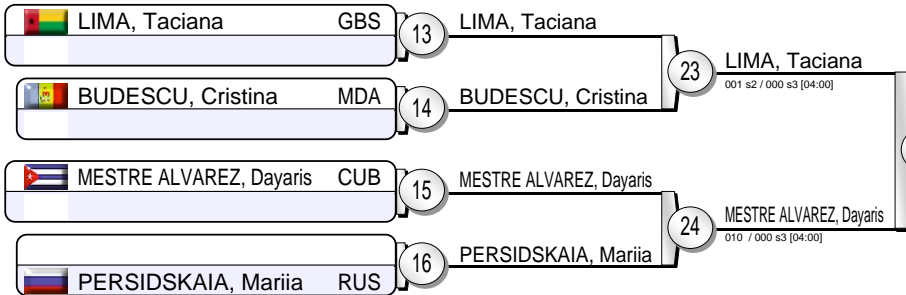 LIMA, Taciana GBS
13
LIMA, Taciana
BUDESCU, Cristina MDA
14
BUDESCU, Cristina
23
LIMA, Taciana
001 s2 / 000 s3 [04:00]
MESTRE ALVAREZ, Dayaris CUB
15
MESTRE ALVAREZ, Dayaris
PERSIDSKAIA, Mariia RUS
16
PERSIDSKAIA, Mariia
24
MESTRE ALVAREZ, Dayaris
010 / 000 s3 [04:00]